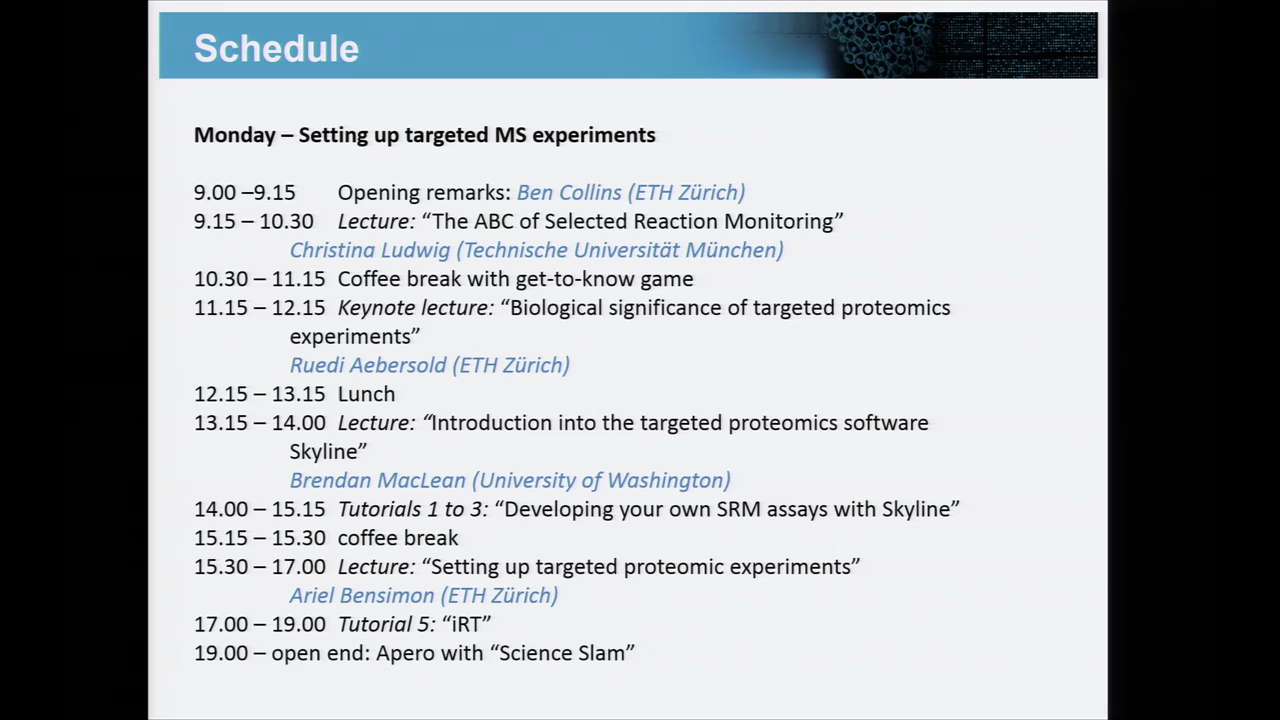 Schedule
Monday – Setting up targeted MS experiments
9.00 –9.15 Opening remarks: Ben Collins (ETH Zürich)
9.15 – 10.30 Lecture: “The ABC of Selected Reaction Monitoring”
Christina Ludwig (Technische Universität München)
10.30 – 11.15 Coffee break with get-to-know game
11.15 – 12.15 Keynote lecture: “Biological significance of targeted proteomics
experiments”
Ruedi Aebersold (ETH Zürich)
12.15 – 13.15 Lunch
13.15 – 14.00 Lecture: “Introduction into the targeted proteomics software
Skyline”
Brendan MacLean (University of Washington)
14.00 – 15.15 Tutorials 1 to 3: “Developing your own SRM assays with Skyline”
15.15 – 15.30 coffee break
15.30 – 17.00 Lecture: “Setting up targeted proteomic experiments”
Ariel Bensimon (ETH Zürich)
17.00 – 19.00 Tutorial 5: “iRT”
19.00 – open end: Apero with “Science Slam”